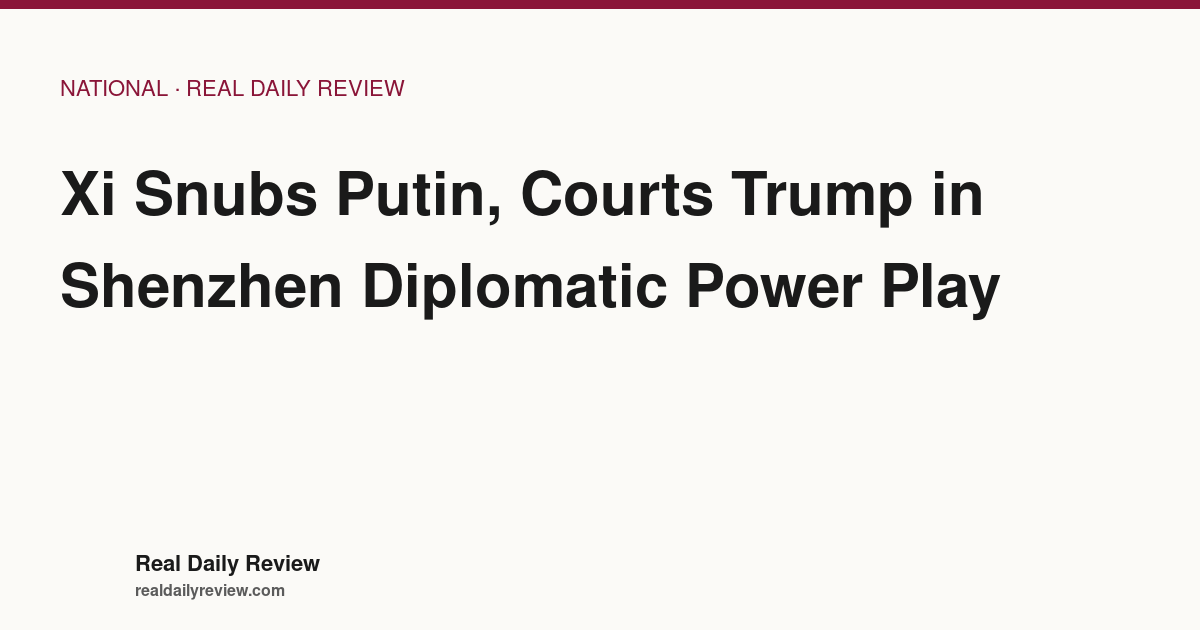 NATIONAL · REAL DAILY REVIEW
Xi Snubs Putin, Courts Trump in
Shenzhen Diplomatic Power Play
Real Daily Review
realdailyreview.com